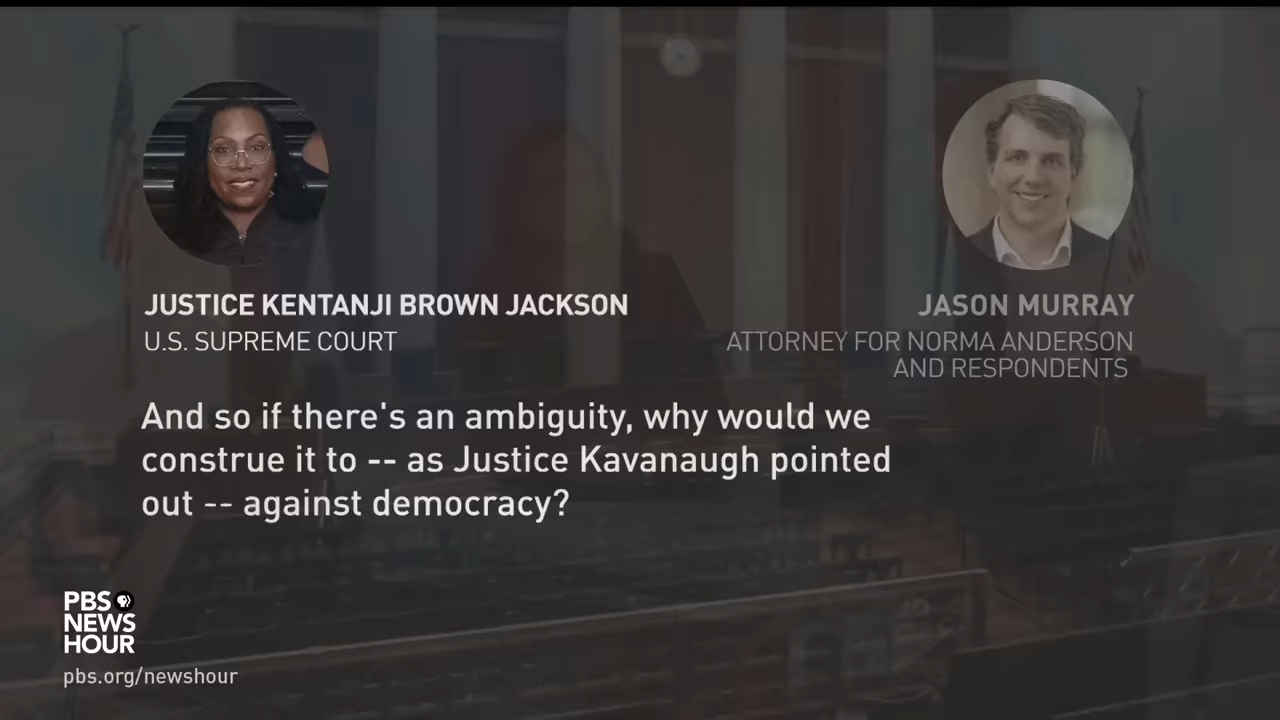 JUSTICE KENTANJI BROWN JACKSON
U.S. SUPREME COURT
JASON MURRAY
ATTORNEY FOR NORMA ANDERSON
AND RESPONDENTS
And so if there's an ambiguity, why would we
construe it to -- as Justice Kavanaugh pointed
out -- against democracy?
PBS
NEWS
HOUR
pbs.org/newshour